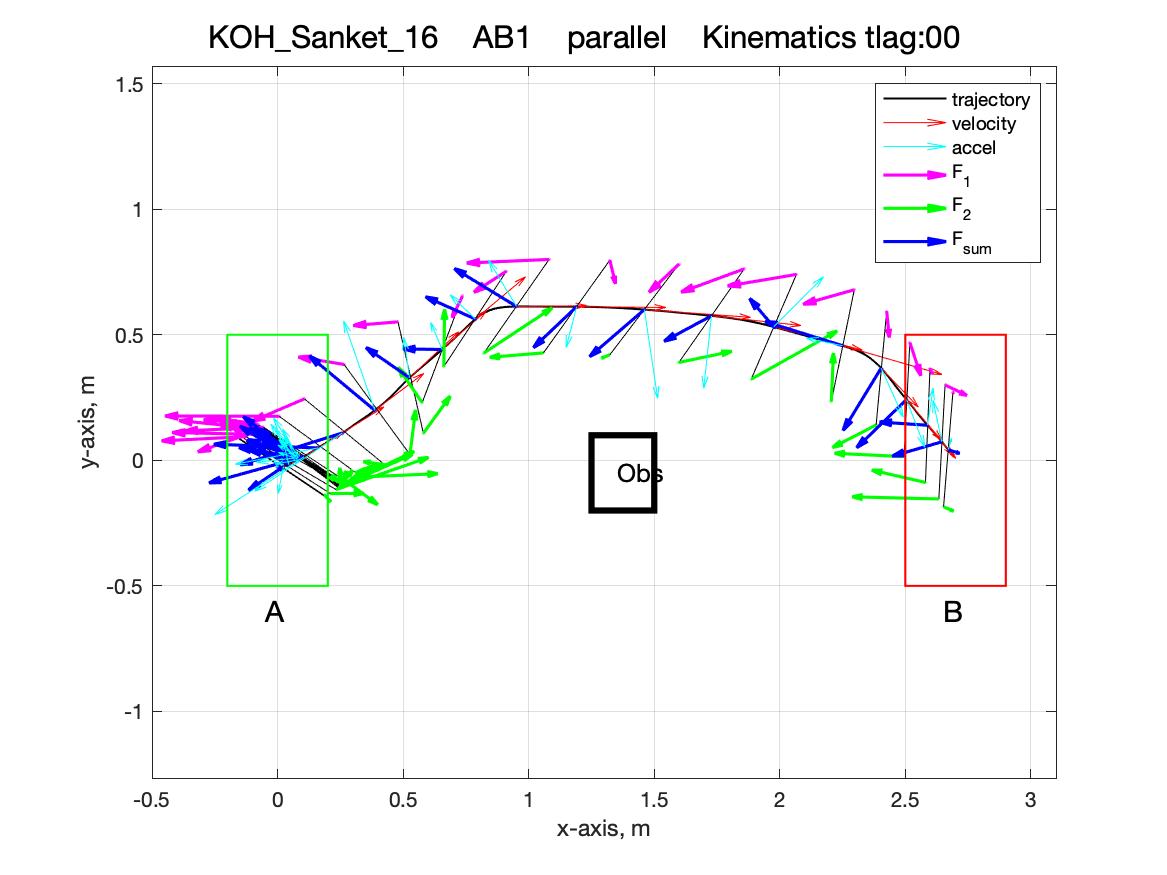 KOH_Sanket_16 AB1 parallel Kinematics tlag:00
1.5
1
0.5
0
-0.5
-1
y-axis, m
trajectory
velocity
accel
F1
F2
Fsum
Obs
A
B
-0.5 0 0.5 1 1.5 2 2.5 3
x-axis, m